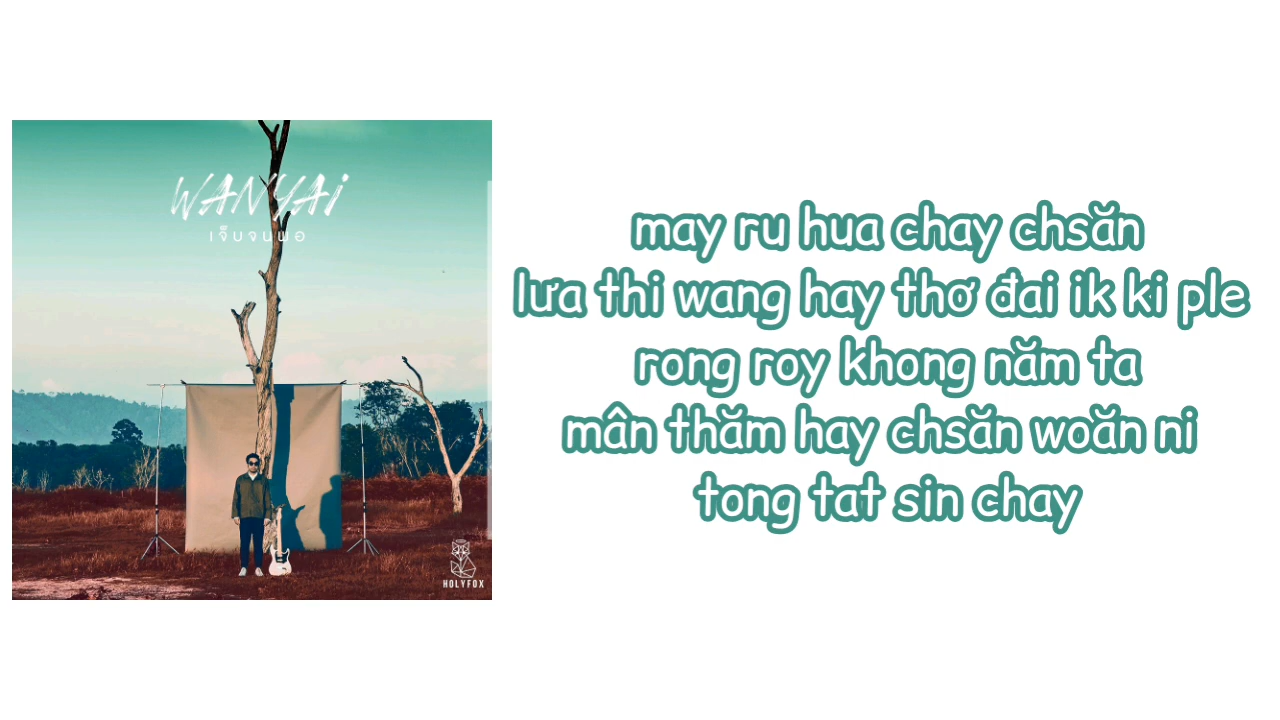 WANYAi
เจ็บจนพอ
HOLYFOX
may ru hua chay chsăn
lưa thi wang hay thơ đai ik ki ple
rong roy khong năm ta
mân thăm hay chsăn woăn ni
tong tat sin chay